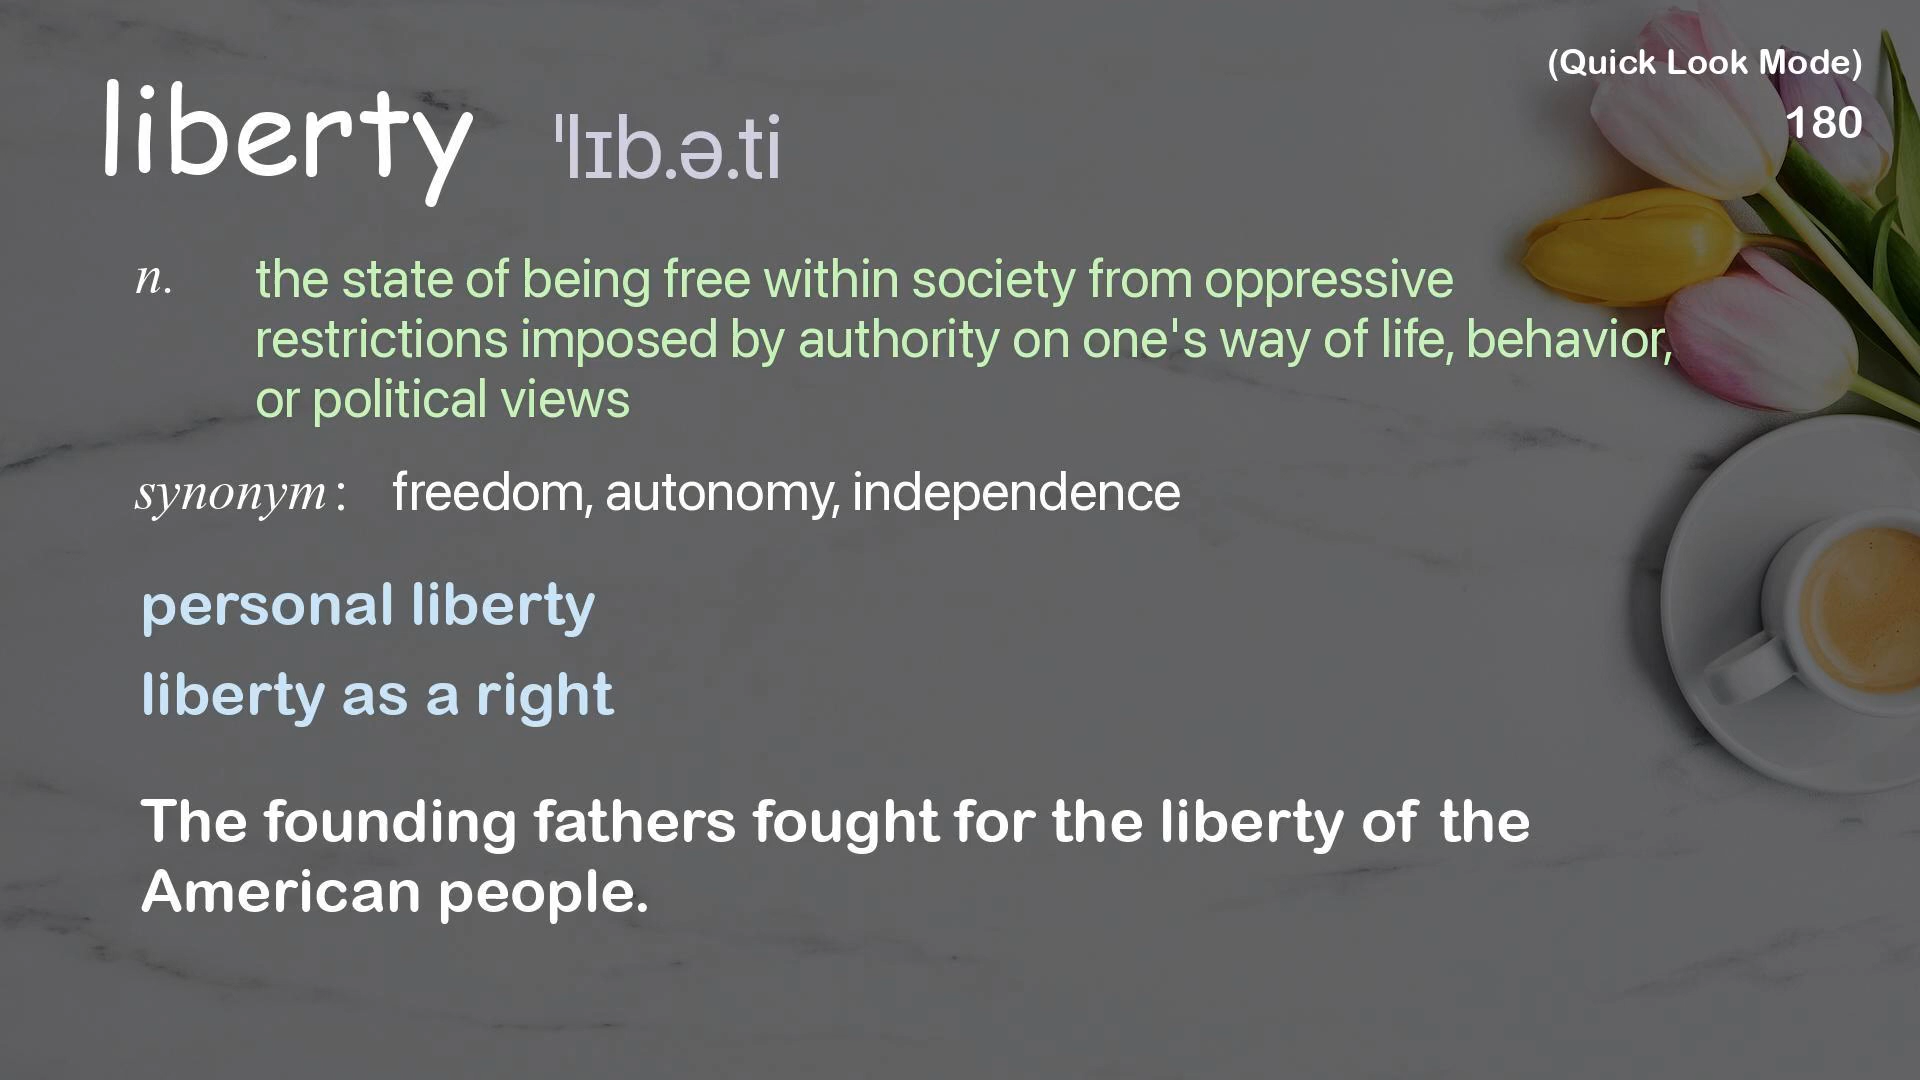 (Quick Look Mode)
180
liberty ˈlɪb.ə.ti
n. the state of being free within society from oppressive
restrictions imposed by authority on one's way of life, behavior,
or political views
synonym: freedom, autonomy, independence
personal liberty
liberty as a right
The founding fathers fought for the liberty of the
American people.